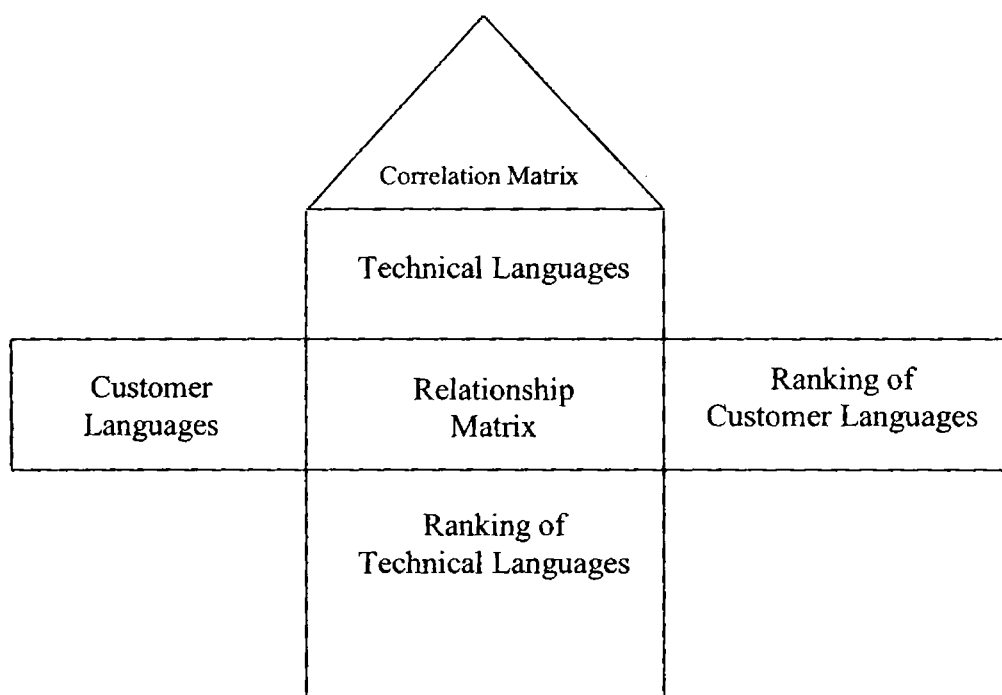 Correlation Matrix
Technical Languages
Customer
Languages
Relationship
Matrix
Ranking of
Customer Languages
Ranking of
Technical Languages